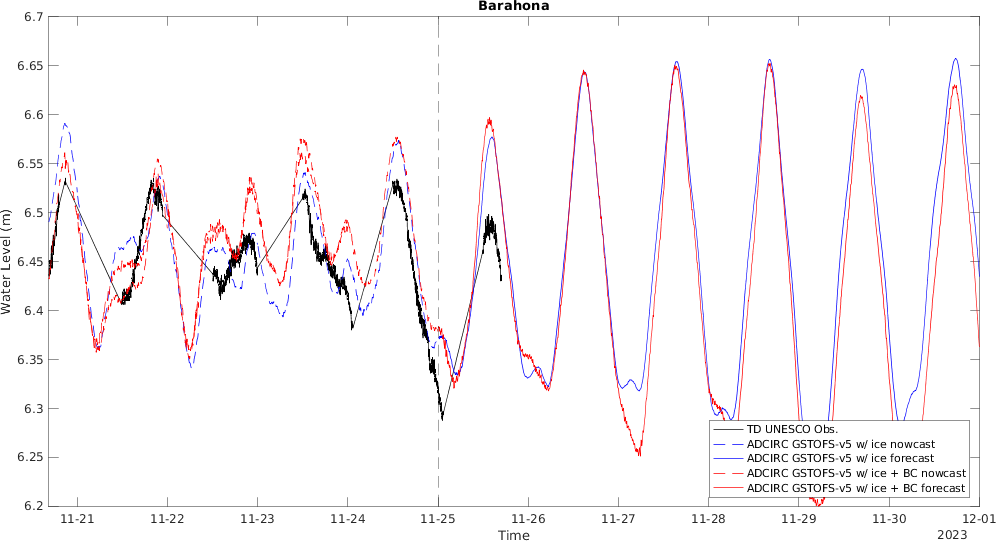 Barahona
6.7
6.65
6.6
6.55
6.5
6.45
6.4
6.35
6.3
6.25
6.2
Water Level (m)
11-21
11-22
11-23
11-24
11-25
11-26
11-27
11-28
11-29
11-30
12-01
Time
2023
TD UNESCO Obs.
ADCIRC GSTOFS-v5 w/ ice nowcast
ADCIRC GSTOFS-v5 w/ ice forecast
ADCIRC GSTOFS-v5 w/ ice + BC nowcast
ADCIRC GSTOFS-v5 w/ ice + BC forecast